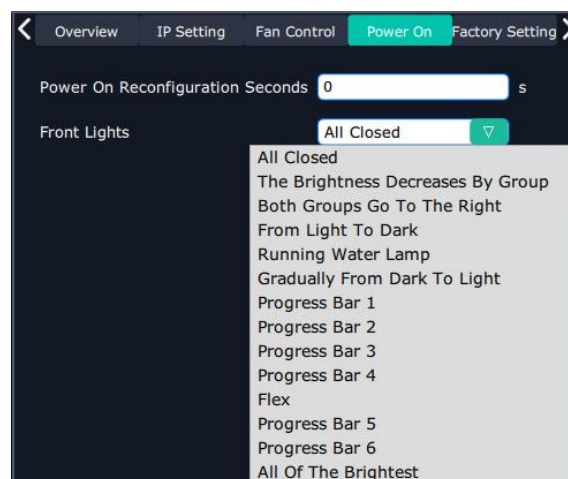 Overview IP Setting Fan Control Power On Factory Setting
Power On Reconfiguration Seconds 0 s
Front Lights All Closed
All Closed
The Brightness Decreases By Group
Both Groups Go To The Right
From Light To Dark
Running Water Lamp
Gradually From Dark To Light
Progress Bar 1
Progress Bar 2
Progress Bar 3
Progress Bar 4
Flex
Progress Bar 5
Progress Bar 6
All Of The Brightest